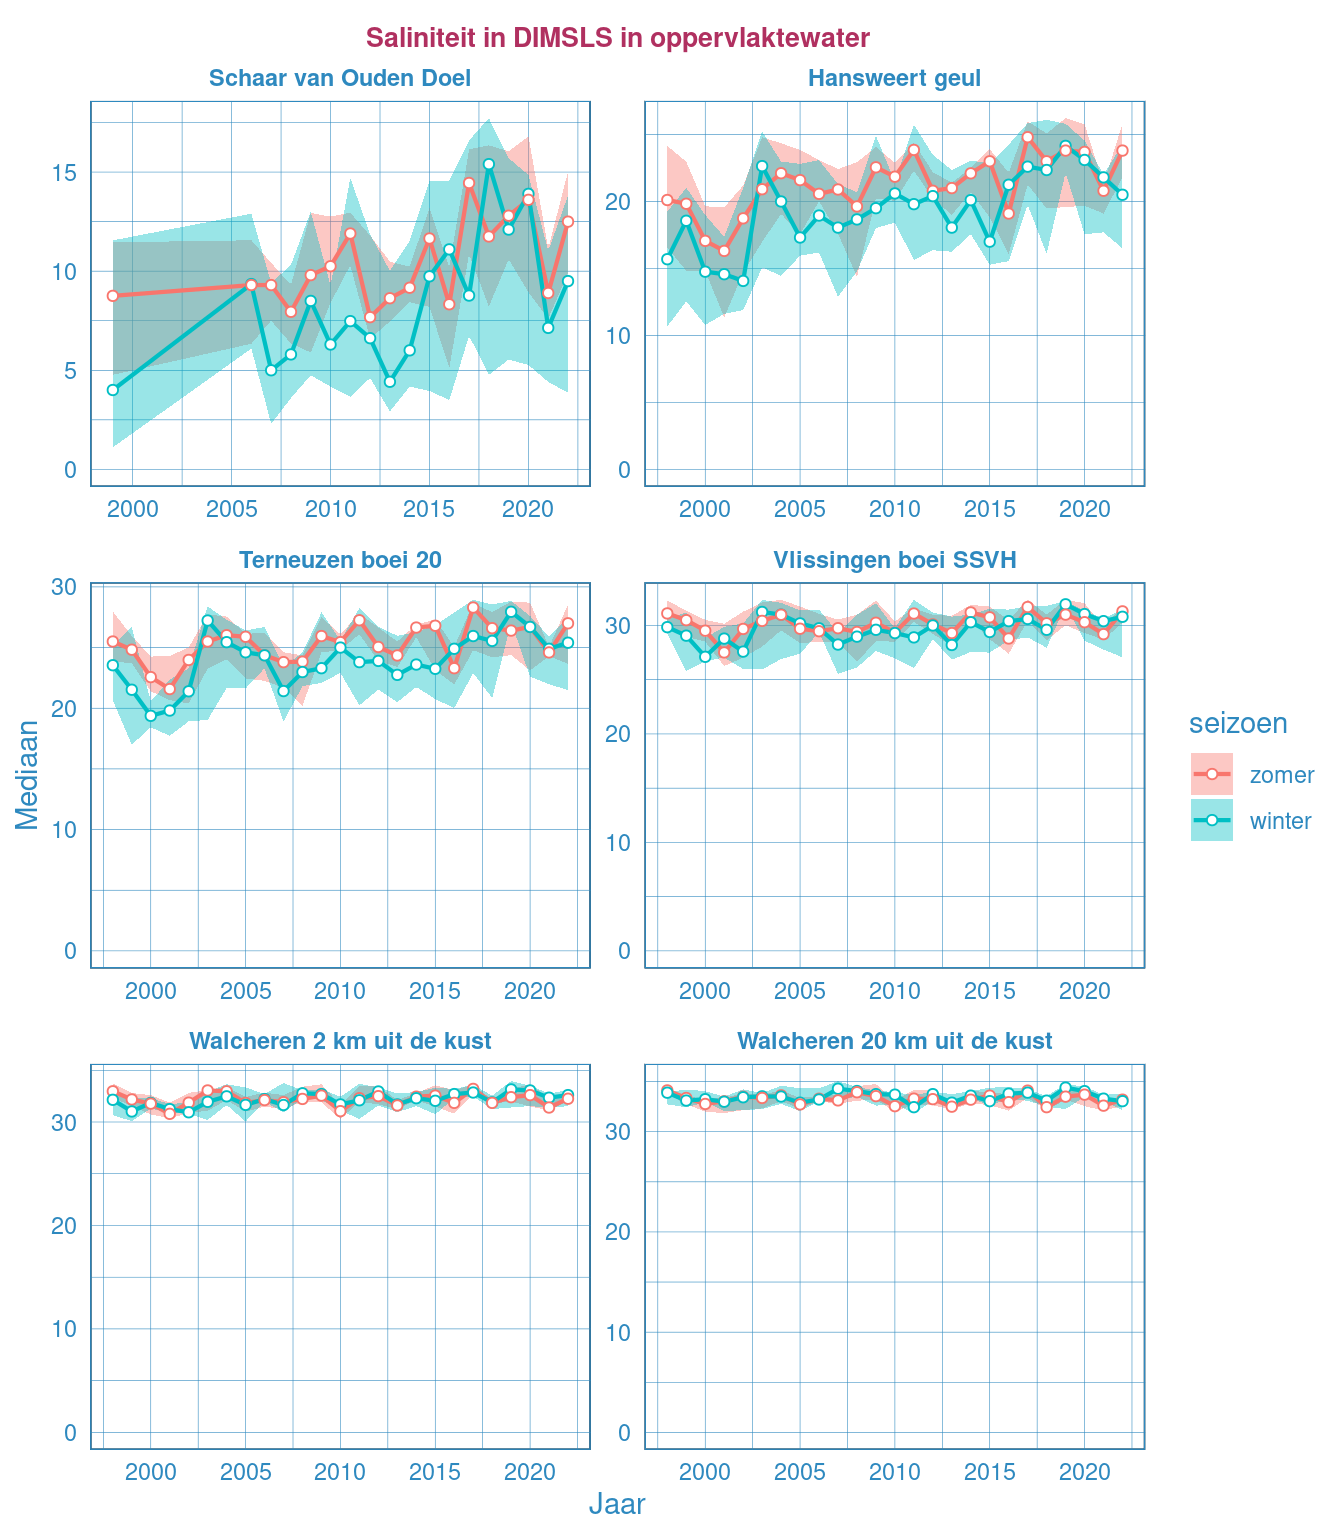 Saliniteit in DIMSLS in oppervlaktewater
Schaar van Ouden Doel
Hansweert geul
15
10
5
0
20
10
0
2000 2005 2010 2015 2020
2000 2005 2010 2015 2020
Terneuzen boei 20
Vlissingen boei SSVH
30
20
10
0
30
20
10
0
2000 2005 2010 2015 2020
2000 2005 2010 2015 2020
Mediaan
seizoen
zomer
winter
Walcheren 2 km uit de kust
Walcheren 20 km uit de kust
30
20
10
0
30
20
10
0
2000 2005 2010 2015 2020
2000 2005 2010 2015 2020
Jaar